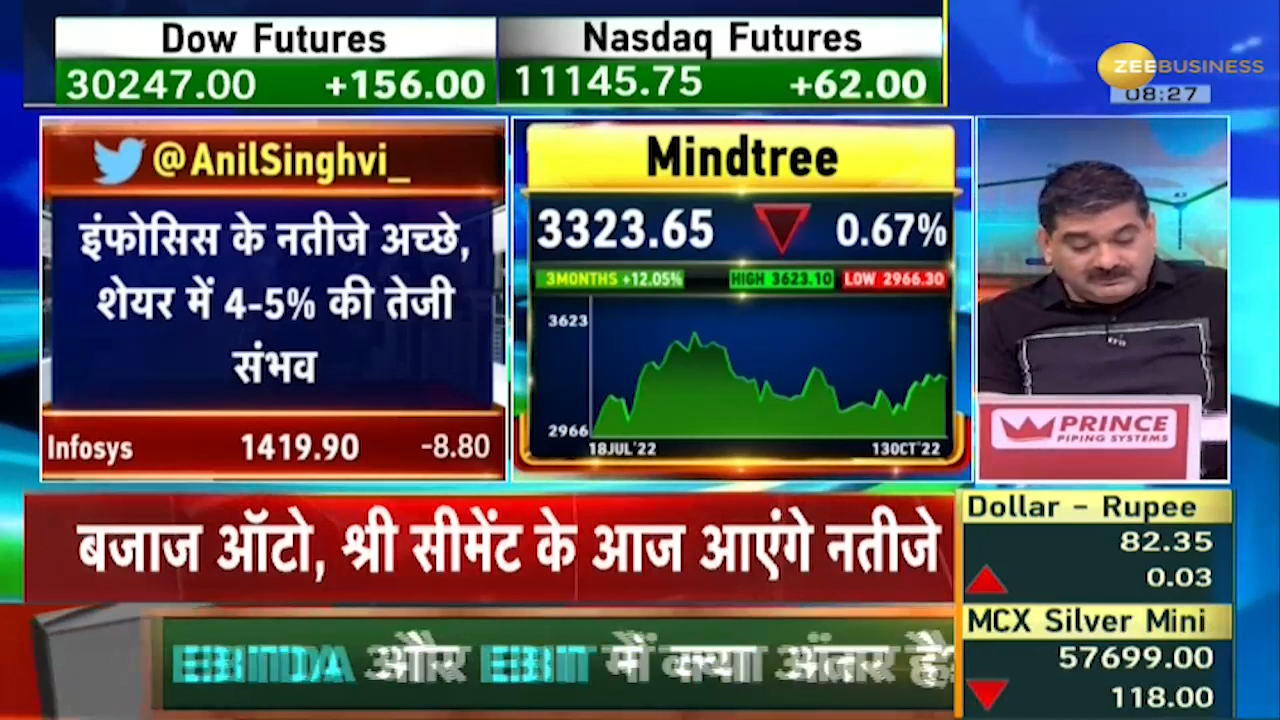 Dow Futures
30247.00 +156.00
Nasdaq Futures
11145.75 +62.00
ZEEBUSINESS
08:27
@AnilSinghvi_
इंफोसिस के नतीजे अच्छे,
शेयर में 4-5% की तेजी
संभव
Infosys 1419.90 -8.80
Mindtree
3323.65 0.67%
3MONTHS +12.05% HIGH 3623.10 LOW 2966.30
3623
2966
18JUL'22 13OCT'22
PRINCE
PIPING SYSTEMS
बजाज ऑटो, श्री सीमेंट के आज आएंगे नतीजे
Dollar - Rupee
82.35
0.03
MCX Silver Mini
57699.00
118.00
EBITDA और EBIT में क्या अंतर है?